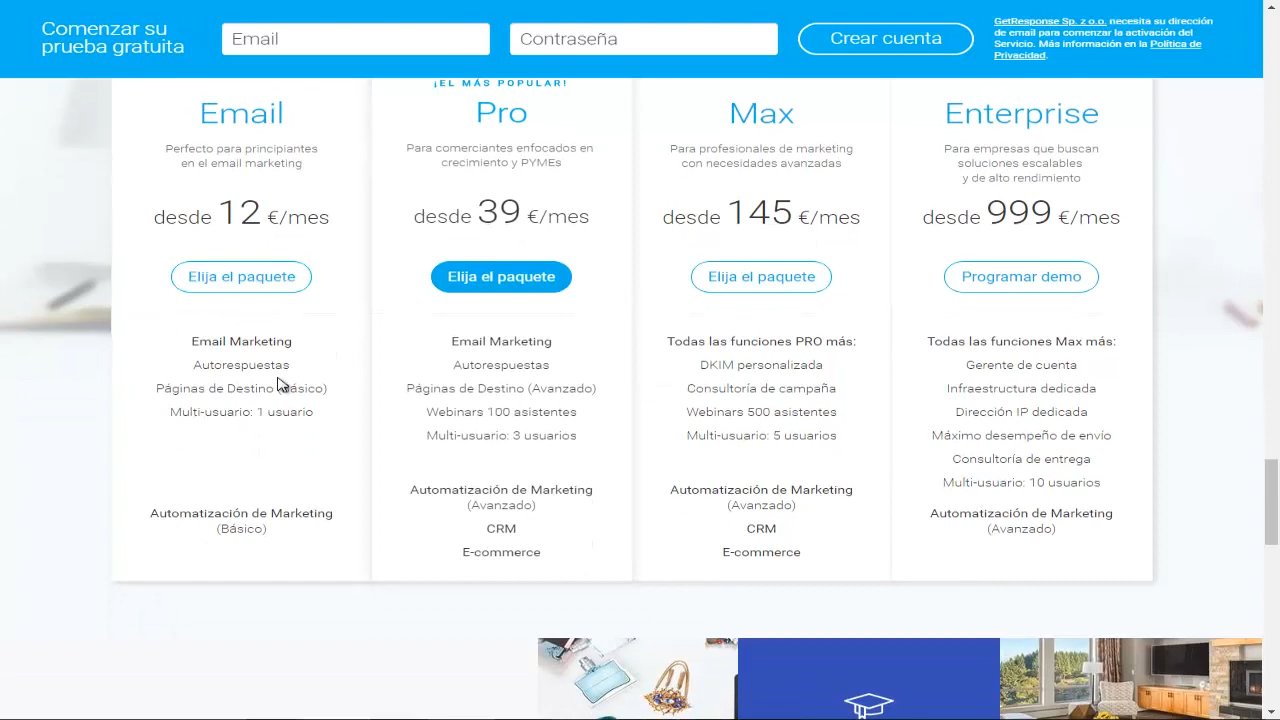 Comenzar su
prueba gratuita
Email
Contraseña
Crear cuenta
GetResponse Sp. z o.o. necesita su dirección
de email para comenzar la activación del
Servicio. Más información en la Política de
Privacidad.
Email
Perfecto para principiantes
en el email marketing
desde 12 €/mes
Elija el paquete
Email Marketing
Autorespuestas
Páginas de Destino (Básico)
Multi-usuario: 1 usuario
Automatización de Marketing
(Básico)
¡EL MÁS POPULAR!
Pro
Para comerciantes enfocados en
crecimiento y PYMEs
desde 39 €/mes
Elija el paquete
Email Marketing
Autorespuestas
Páginas de Destino (Avanzado)
Webinars 100 asistentes
Multi-usuario: 3 usuarios
Automatización de Marketing
(Avanzado)
CRM
E-commerce
Max
Para profesionales de marketing
con necesidades avanzadas
desde 145 €/mes
Elija el paquete
Todas las funciones PRO más:
DKIM personalizada
Consultoría de campaña
Webinars 500 asistentes
Multi-usuario: 5 usuarios
Automatización de Marketing
(Avanzado)
CRM
E-commerce
Enterprise
Para empresas que buscan
soluciones escalables
y de alto rendimiento
desde 999 €/mes
Programar demo
Todas las funciones Max más:
Gerente de cuenta
Infraestructura dedicada
Dirección IP dedicada
Máximo desempeño de envío
Consultoría de entrega
Multi-usuario: 10 usuarios
Automatización de Marketing
(Avanzado)